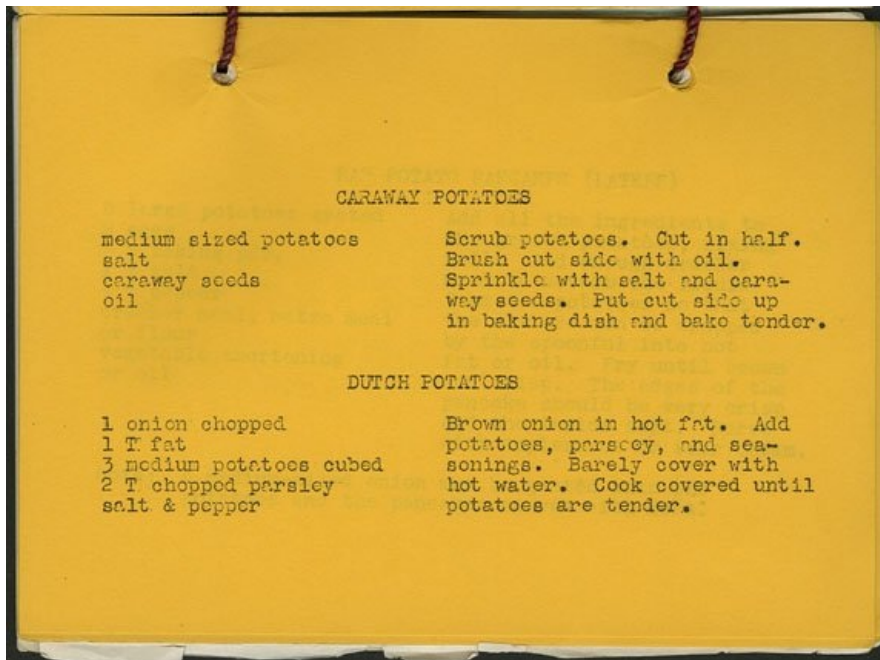 CARAWAY POTATOES
medium sized potatoes
salt
caraway seeds
oil
Scrub potatoes. Cut in half.
Brush cut side with oil.
Sprinkle with salt and cara-
way seeds. Put cut side up
in baking dish and bake tender.
DUTCH POTATOES
1 onion chopped
1 T fat
3 medium potatoes cubed
2 T chopped parsley
salt & pepper
Brown onion in hot fat. Add
potatoes, parscey, and sea-
sonings. Barely cover with
hot water. Cook covered until
potatoes are tender.